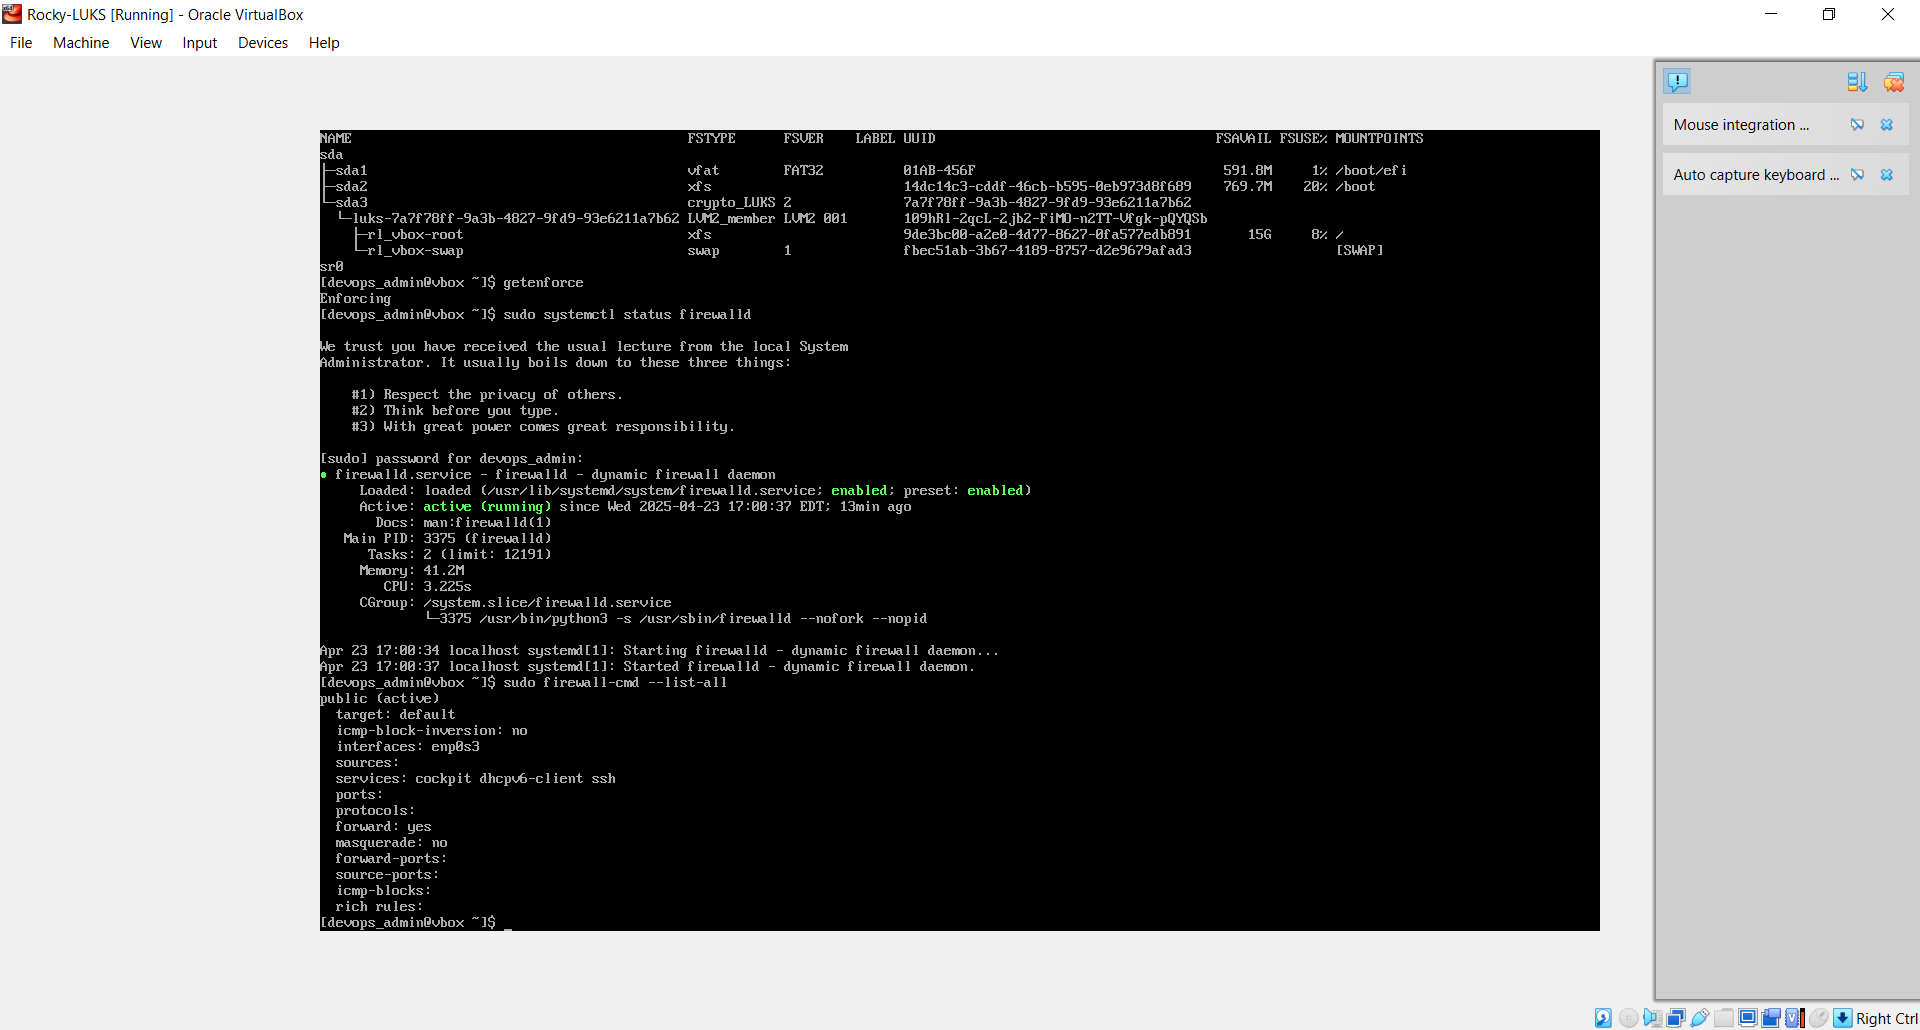 Rocky-LUKS [Running] - Oracle VirtualBox
File Machine View Input Devices Help
Mouse integration ...
Auto capture keyboard ...
NAME FSTYPE FSVER LABEL UUID FSAVAIL FSUSE% MOUNTPOINTS
sda
├─sda1 vfat FAT32 01AB-456F 591.8M 1% /boot/efi
├─sda2 xfs 14dc14c3-cddf-46cb-b595-0eb973d8f689 769.7M 20% /boot
└─sda3 crypto_LUKS 2 7a7f78ff-9a3b-4827-9fd9-93e6211a7b62
└─luks-7a7f78ff-9a3b-4827-9fd9-93e6211a7b62 LVM2_member LVM2 001 109hRl-2qcL-2jb2-FiMO-n2TT-Vfgk-pQYQSb
├─rl_vbox-root xfs 9de3bc00-a2e0-4d77-8627-0fa577edb891 15G 8% /
└─rl_vbox-swap swap 1 fbec51ab-3b67-4189-8757-d2e9679afad3 [SWAP]
sr0
[devops_admin@vbox ~]$ getenforce
Enforcing
[devops_admin@vbox ~]$ sudo systemctl status firewalld
We trust you have received the usual lecture from the local System
Administrator. It usually boils down to these three things:
#1) Respect the privacy of others.
#2) Think before you type.
#3) With great power comes great responsibility.
[sudo] password for devops_admin:
● firewalld.service - firewalld - dynamic firewall daemon
Loaded: loaded (/usr/lib/systemd/system/firewalld.service; enabled; preset: enabled)
Active: active (running) since Wed 2025-04-23 17:00:37 EDT; 13min ago
Docs: man:firewalld(1)
Main PID: 3375 (firewalld)
Tasks: 2 (limit: 12191)
Memory: 41.2M
CPU: 3.225s
CGroup: /system.slice/firewalld.service
└─3375 /usr/bin/python3 -s /usr/sbin/firewalld --nofork --nopid
Apr 23 17:00:34 localhost systemd[1]: Starting firewalld - dynamic firewall daemon...
Apr 23 17:00:37 localhost systemd[1]: Started firewalld - dynamic firewall daemon.
[devops_admin@vbox ~]$ sudo firewall-cmd --list-all
public (active)
target: default
icmp-block-inversion: no
interfaces: enp0s3
sources:
services: cockpit dhcpv6-client ssh
ports:
protocols:
forward: yes
masquerade: no
forward-ports:
source-ports:
icmp-blocks:
rich rules:
[devops_admin@vbox ~]$ _
Right Ctrl